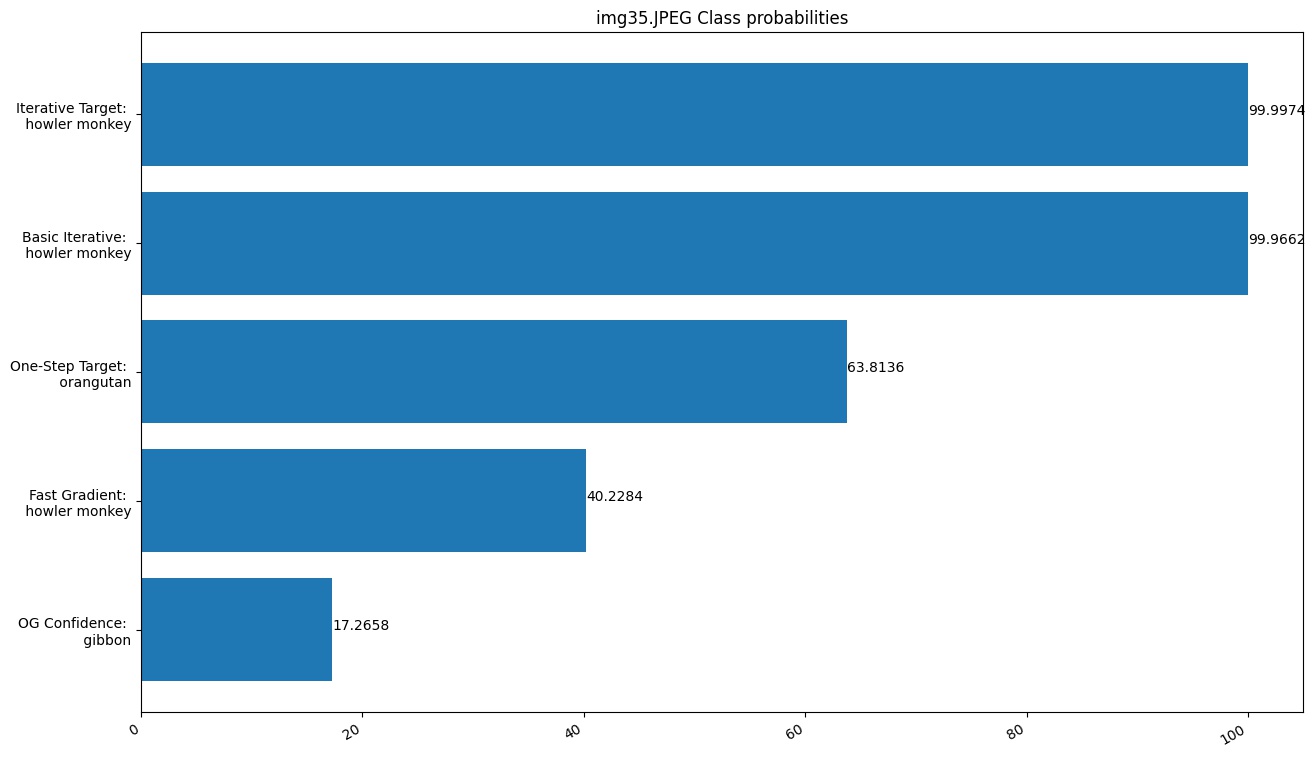 img35.JPEG Class probabilities
Iterative Target:
howler monkey
99.9974
Basic Iterative:
howler monkey
99.9662
One-Step Target:
orangutan
63.8136
Fast Gradient:
howler monkey
40.2284
OG Confidence:
gibbon
17.2658
0
20
40
60
80
100